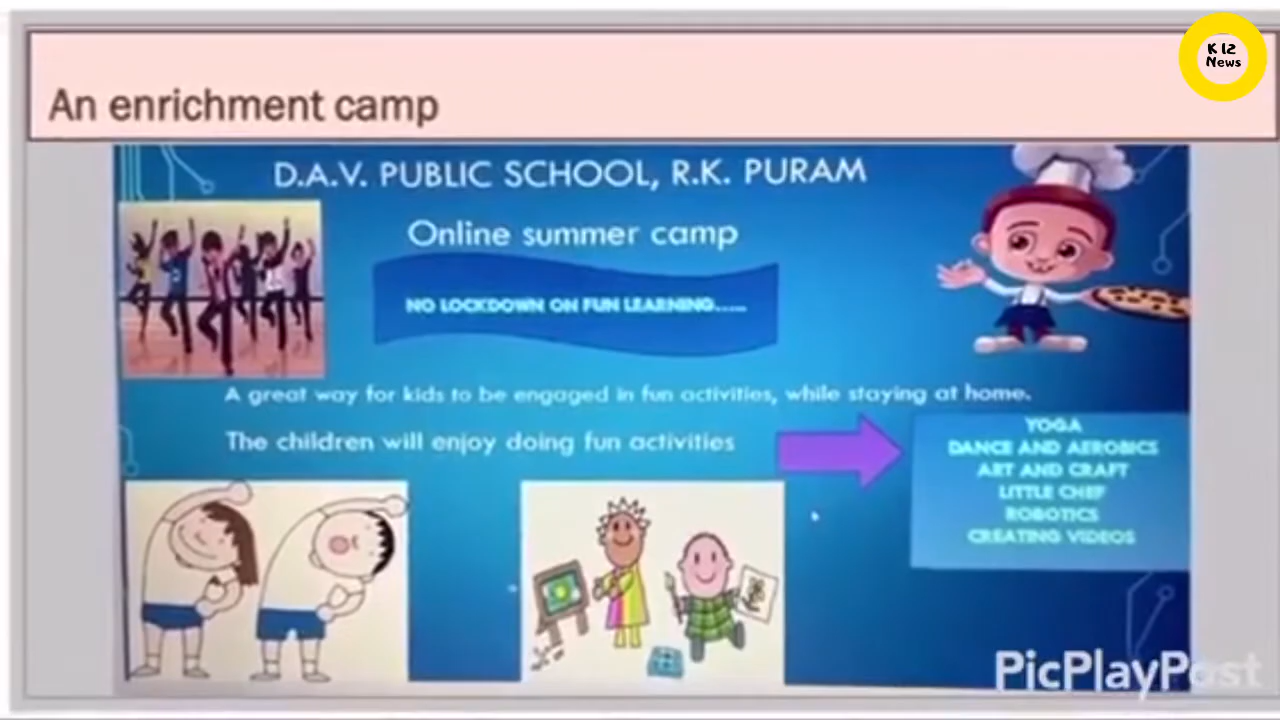 K12
News
An enrichment camp
D.A.V. PUBLIC SCHOOL, R.K. PURAM
Online summer camp
NO LOCKDOWN ON FUN LEARNING.....
A great way for kids to be engaged in fun activities, while staying at home.
The children will enjoy doing fun activities
YOGA
DANCE AND AEROBICS
ART AND CRAFT
LITTLE CHEF
ROBOTICS
CREATING VIDEOS
PicPlayPost